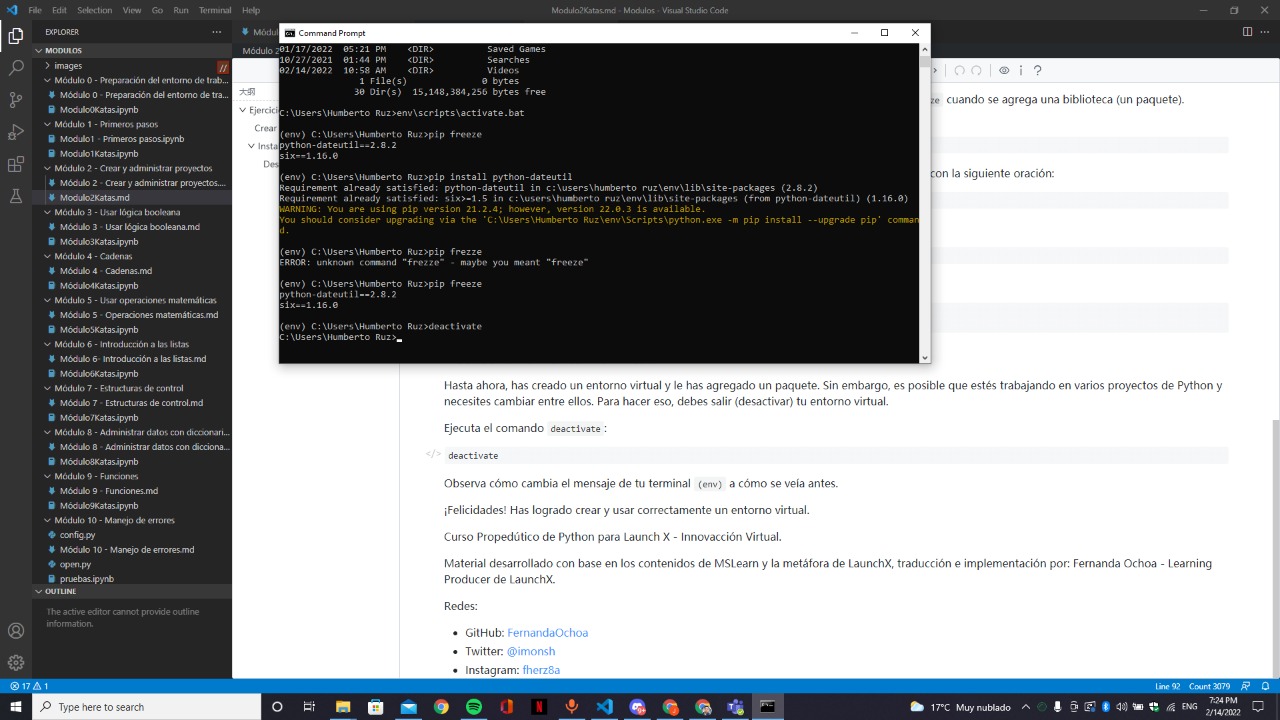 File Edit Selection View Go Run Terminal Help
Modulo2Katas.md - Modulos - Visual Studio Code
EXPLORER
MODULOS
images
Módulo 0 - Preparación del entorno de trab...
Módulo 0 - Preparación del entorno de tra...
Modulo0Katas.ipynb
Módulo 1 - Primeros pasos
Modulo1 - Primeros pasos.ipynb
Modulo1Katas.ipynb
Módulo 2 - Crear y administrar proyectos
Módulo 2 - Crear y administrar proyectos....
Modulo2Katas.md
Módulo 3 - Usar lógica booleana
Módulo 3 - Usar lógica booleana.md
Modulo3Katas.ipynb
Módulo 4 - Cadenas
Módulo 4 - Cadenas.md
Modulo4Katas.ipynb
Módulo 5 - Usar operaciones matemáticas
Módulo 5 - Operaciones matemáticas.md
Modulo5Katas.ipynb
Módulo 6 - Introducción a las listas
Módulo 6- Introducción a las listas.md
Modulo6Katas.ipynb
Módulo 7 - Estructuras de control
Módulo 7 - Estructuras de control.md
Modulo7Katas.ipynb
Módulo 8 - Administrar datos con diccionari...
Módulo 8 - Administrar datos con dicciona...
Modulo8Katas.ipynb
Módulo 9 - Funciones
Módulo 9 - Funciones.md
Modulo9Katas.ipynb
Módulo 10 - Manejo de errores
config.py
Módulo 10 - Manejo de errores.md
open.py
pruebas.ipynb
OUTLINE
The active editor cannot provide outline
information.
Módul
Módulo 2
大纲
Ejercicio
Crear
Insta
Des
Command Prompt
01/17/2022 05:21 PM <DIR> Saved Games
10/27/2021 01:44 PM <DIR> Searches
02/14/2022 10:58 AM <DIR> Videos
1 File(s) 0 bytes
30 Dir(s) 15,148,384,256 bytes free
C:\Users\Humberto Ruz>env\scripts\activate.bat
(env) C:\Users\Humberto Ruz>pip freeze
python-dateutil==2.8.2
six==1.16.0
(env) C:\Users\Humberto Ruz>pip install python-dateutil
Requirement already satisfied: python-dateutil in c:\users\humberto ruz\env\lib\site-packages (2.8.2)
Requirement already satisfied: six>=1.5 in c:\users\humberto ruz\env\lib\site-packages (from python-dateutil) (1.16.0)
WARNING: You are using pip version 21.2.4; however, version 22.0.3 is available.
You should consider upgrading via the 'C:\Users\Humberto Ruz\env\Scripts\python.exe -m pip install --upgrade pip' comman
d.
(env) C:\Users\Humberto Ruz>pip frezze
ERROR: unknown command "frezze" - maybe you meant "freeze"
(env) C:\Users\Humberto Ruz>pip freeze
python-dateutil==2.8.2
six==1.16.0
(env) C:\Users\Humberto Ruz>deactivate
C:\Users\Humberto Ruz>
ze cuando se agrega una biblioteca (un paquete).
con la siguiente oración:
Hasta ahora, has creado un entorno virtual y le has agregado un paquete. Sin embargo, es posible que estés trabajando en varios proyectos de Python y
necesites cambiar entre ellos. Para hacer eso, debes salir (desactivar) tu entorno virtual.
Ejecuta el comando deactivate:
</> deactivate
Observa cómo cambia el mensaje de tu terminal (env) a cómo se veía antes.
¡Felicidades! Has logrado crear y usar correctamente un entorno virtual.
Curso Propedútico de Python para Launch X - Innovacción Virtual.
Material desarrollado con base en los contenidos de MSLearn y la metáfora de LaunchX, traducción e implementación por: Fernanda Ochoa - Learning
Producer de LaunchX.
Redes:
• GitHub: FernandaOchoa
• Twitter: @imonsh
• Instagram: fherz8a
17 1
Line 92 Count 3079
Type here to search
17°C Muy nublado
ENG
7:24 PM
2/14/2022